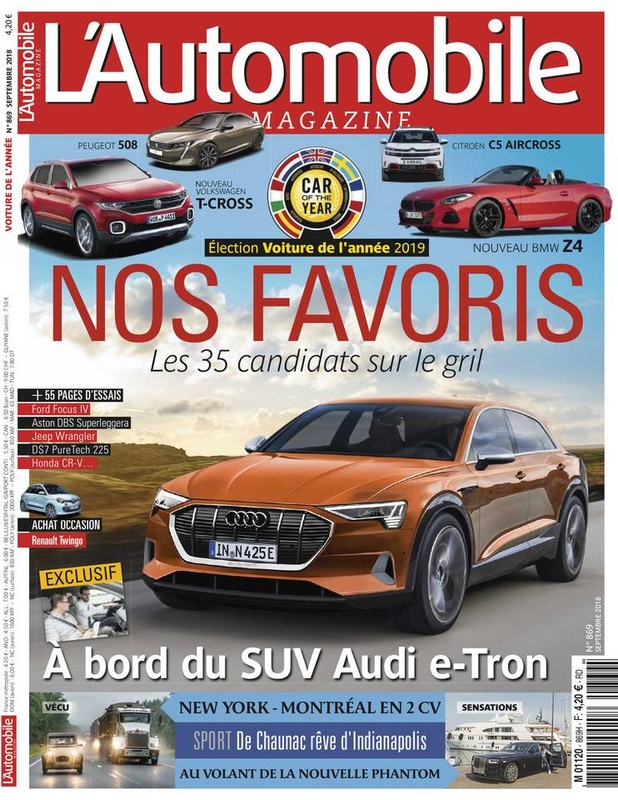 L'Automobile
MAGAZINE
4,20 €
N° 869 SEPTEMBRE 2018
VOITURE DE L'ANNÉE
L'Automobile
MAGAZINE
PEUGEOT 508
CITROËN C5 AIRCROSS
NOUVEAU
VOLKSWAGEN
T-CROSS
CAR
OF THE
YEAR
NOUVEAU BMW Z4
Élection Voiture de l'année 2019
NOS FAVORIS
Les 35 candidats sur le gril
+ 55 PAGES D'ESSAIS
Ford Focus IV
Aston DBS Superleggera
Jeep Wrangler
DS7 PureTech 225
Honda CR-V...
ACHAT OCCASION
Renault Twingo
IN·N 425E
EXCLUSIF
À bord du SUV Audi e-Tron
N° 869
SEPTEMBRE 2018
VÉCU
NEW YORK - MONTRÉAL EN 2 CV
SPORT De Chaunac rêve d'Indianapolis
AU VOLANT DE LA NOUVELLE PHANTOM
SENSATIONS
L'Automobile
MAGAZINE
M 01120 - 869H - F: 4,20 € - RD